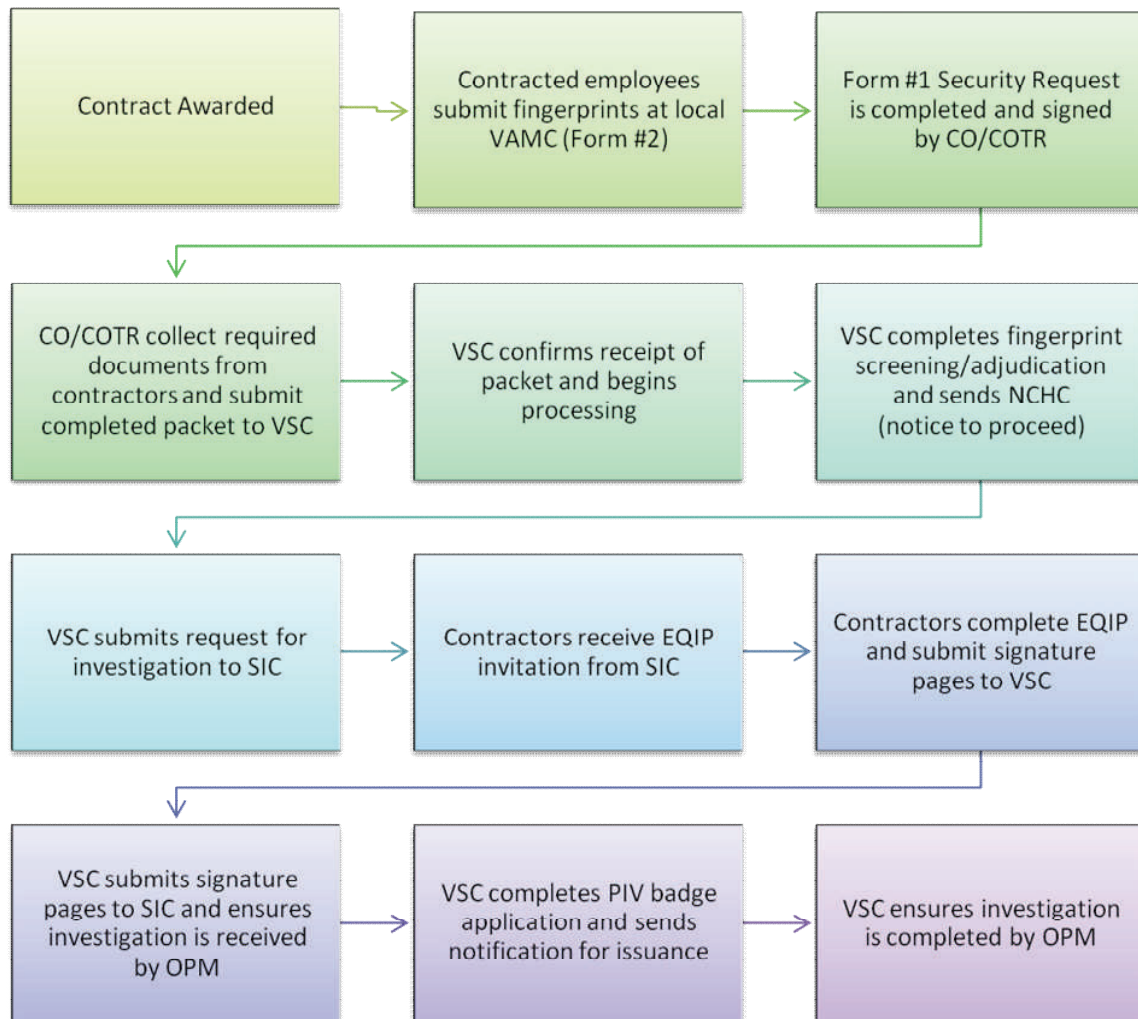 Contract Awarded
Contracted employees
submit fingerprints at local
VAMC (Form #2)
Form #1 Security Request
is completed and signed
by CO/COTR
CO/COTR collect required
documents from
contractors and submit
completed packet to VSC
VSC confirms receipt of
packet and begins
processing
VSC completes fingerprint
screening/adjudication
and sends NCHC
(notice to proceed)
VSC submits request for
investigation to SIC
Contractors receive EQIP
invitation from SIC
Contractors complete EQIP
and submit signature
pages to VSC
VSC submits signature
pages to SIC and ensures
investigation is received
by OPM
VSC completes PIV badge
application and sends
notification for issuance
VSC ensures investigation
is completed by OPM